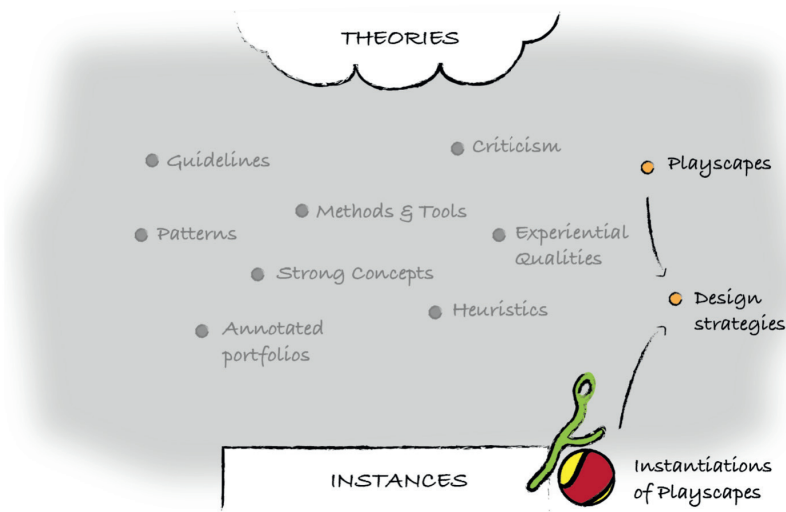 THEORIES
Criticism
Guidelines
Playscapes
Methods & Tools
Patterns
Experiential
Qualities
Strong Concepts
Design
strategies
Heuristics
Annotated
portfolios
INSTANCES
Instantiations
of Playscapes